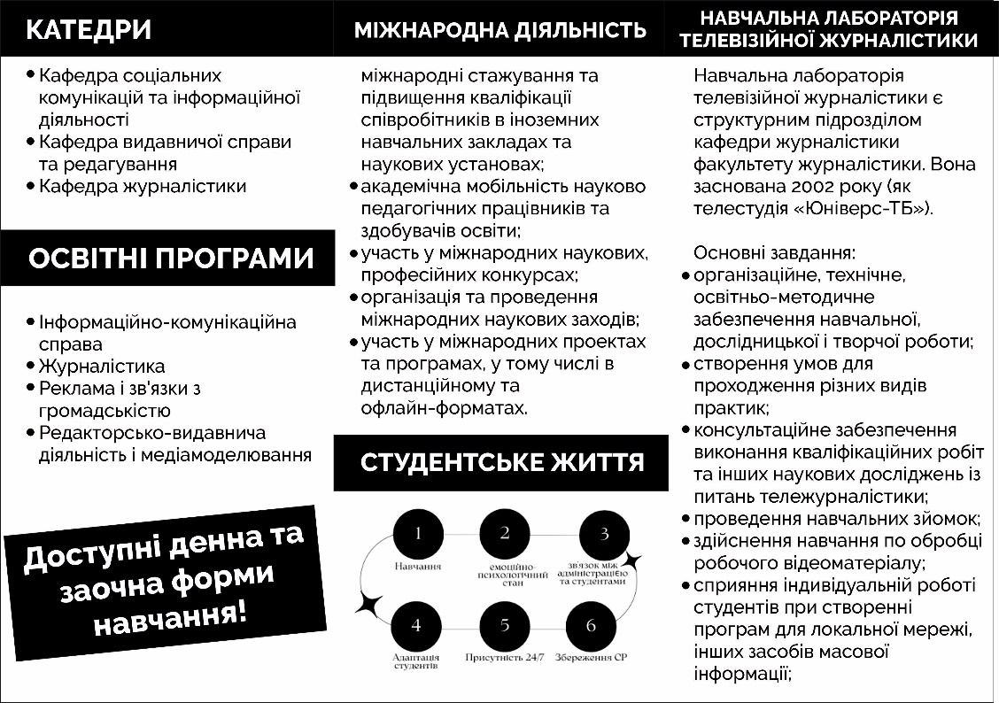 КАТЕДРИ
Кафедра соціальних
комунікацій та інформаційної
діяльності
Кафедра видавничої справи
та редагування
Кафедра журналістики
ОСВІТНІ ПРОГРАМИ
Інформаційно-комунікаційна
справа
Журналістика
Реклама і зв'язки з
громадськістю
Редакторсько-видавнича
діяльність і медіамоделювання
Доступні денна та
заочна форми
навчання!
МІЖНАРОДНА ДІЯЛЬНІСТЬ
міжнародні стажування та
підвищення кваліфікації
співробітників в іноземних
навчальних закладах та
наукових установах;
академічна мобільність науково
педагогічних працівників та
здобувачів освіти;
участь у міжнародних наукових,
професійних конкурсах;
організація та проведення
міжнародних наукових заходів;
участь у міжнародних проектах
та програмах, у тому числі в
дистанційному та
офлайн-форматах.
СТУДЕНТСЬКЕ ЖИТТЯ
1
Навчання
2
емоційно-
психологічний
стан
3
зв'язок між
адміністрацією
та студентами
4
Адаптація
студентів
5
Присутність 24/7
6
Збереження СР
НАВЧАЛЬНА ЛАБОРАТОРІЯ
ТЕЛЕВІЗІЙНОЇ ЖУРНАЛІСТИКИ
Навчальна лабораторія
телевізійної журналістики є
структурним підрозділом
кафедри журналістики
факультету журналістики. Вона
заснована 2002 року (як
телестудія «Юніверс-ТБ»).
Основні завдання:
організаційне, технічне,
освітньо-методичне
забезпечення навчальної,
дослідницької і творчої роботи;
створення умов для
проходження різних видів
практик;
консультаційне забезпечення
виконання кваліфікаційних робіт
та інших наукових досліджень із
питань тележурналістики;
проведення навчальних зйомок;
здійснення навчання по обробці
робочого відеоматеріалу;
сприяння індивідуальній роботі
студентів при створенні
програм для локальної мережі,
інших засобів масової
інформації;